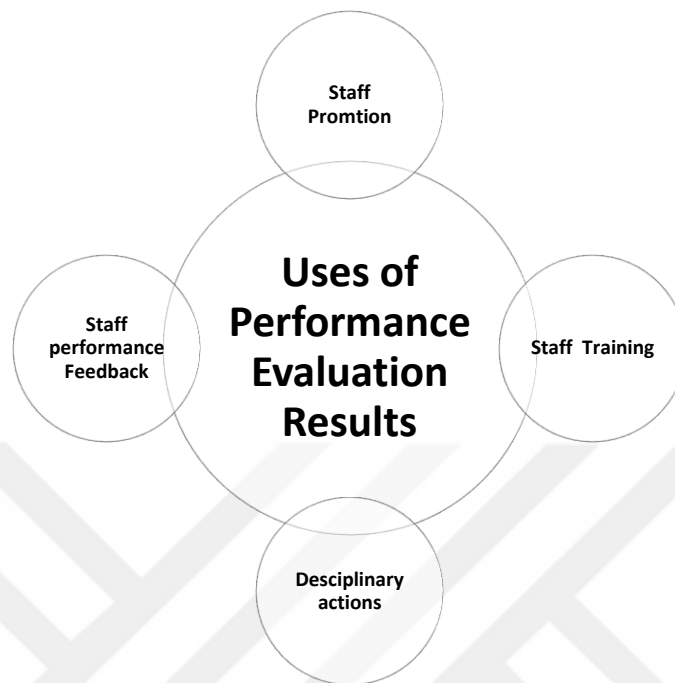 Staff
Promtion
Uses of
Performance
Evaluation
Results
Staff
performance
Feedback
Staff Training
Desciplinary
actions